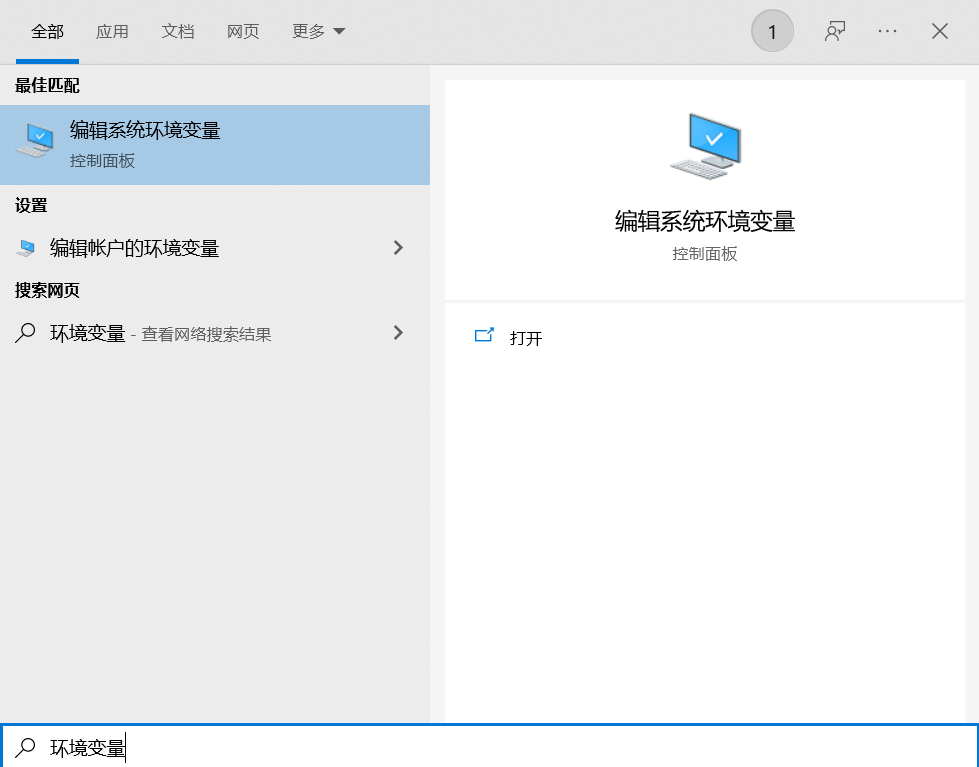 全部 应用 文档 网页 更多 1 ···
最佳匹配
编辑系统环境变量
控制面板
设置
编辑帐户的环境变量
搜索网页
环境变量 - 查看网络搜索结果
编辑系统环境变量
控制面板
打开
环境变量